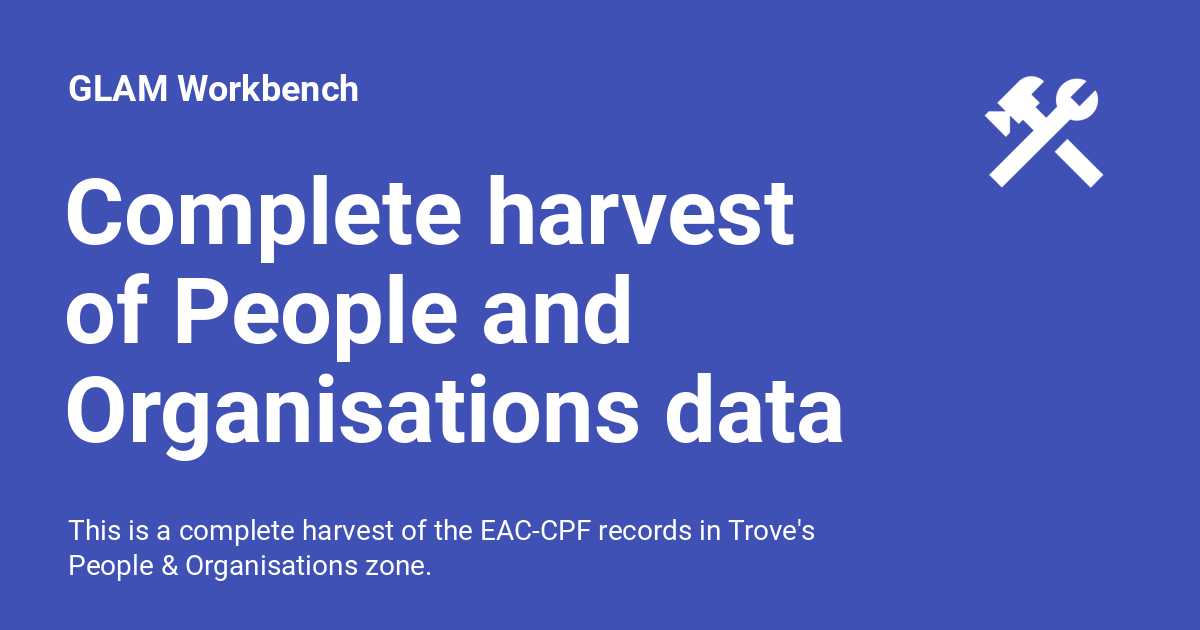 GLAM Workbench
Complete harvest
of People and
Organisations data
This is a complete harvest of the EAC-CPF records in Trove's
People & Organisations zone.